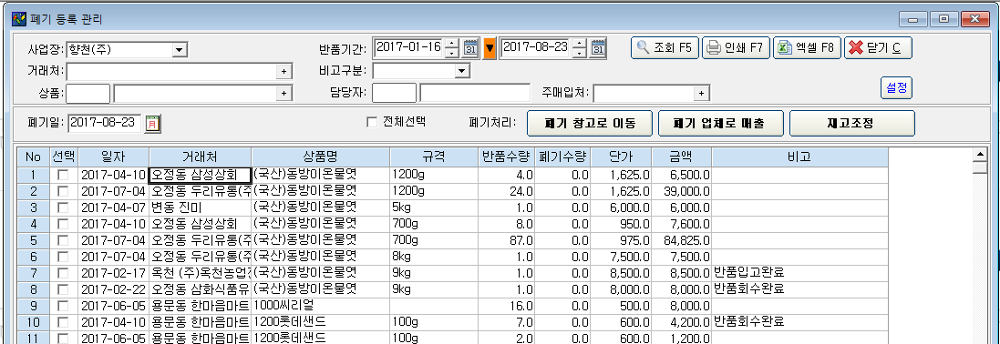 폐기 등록 관리
사업장: 향천(주) 반품기간: 2017-01-16 31 ▼ 2017-08-23 31 조회 F5 인쇄 F7 엑셀 F8 닫기 C
거래처: + 비고구분:
상품: + 담당자: 주매입처: + 설정
폐기일: 2017-08-23 月 전체선택 폐기처리: 폐기 창고로 이동 폐기 업체로 매출 재고조정
No 선택 일자 거래처 상품명 규격 반품수량 폐기수량 단가 금액 비고
1 2017-04-10 오정동 삼성상회 (국산)동방이온물엿 1200g 4.0 0.0 1,625.0 6,500.0
2 2017-07-04 오정동 두리유통(주 (국산)동방이온물엿 1200g 24.0 0.0 1,625.0 39,000.0
3 2017-04-07 변동 진미 (국산)동방이온물엿 5kg 1.0 0.0 6,000.0 6,000.0
4 2017-04-10 오정동 삼성상회 (국산)동방이온물엿 700g 8.0 0.0 950.0 7,600.0
5 2017-07-04 오정동 두리유통(주 (국산)동방이온물엿 700g 87.0 0.0 975.0 84,825.0
6 2017-07-04 오정동 두리유통(주 (국산)동방이온물엿 8kg 1.0 0.0 7,500.0 7,500.0
7 2017-02-17 옥천 (주)옥천농업 (국산)동방이온물엿 9kg 1.0 0.0 8,500.0 8,500.0 반품입고완료
8 2017-02-22 오정동 삼화식품유 (국산)동방이온물엿 9kg 1.0 0.0 8,000.0 8,000.0 반품회수완료
9 2017-06-05 용문동 한마음마트 1000씨리얼 16.0 0.0 500.0 8,000.0
10 2017-04-10 용문동 한마음마트 1200롯데샌드 100g 7.0 0.0 600.0 4,200.0 반품회수완료
11 2017-06-05 용문동 한마음마트 1200롯데샌드 100g 2.0 0.0 600.0 1,200.0